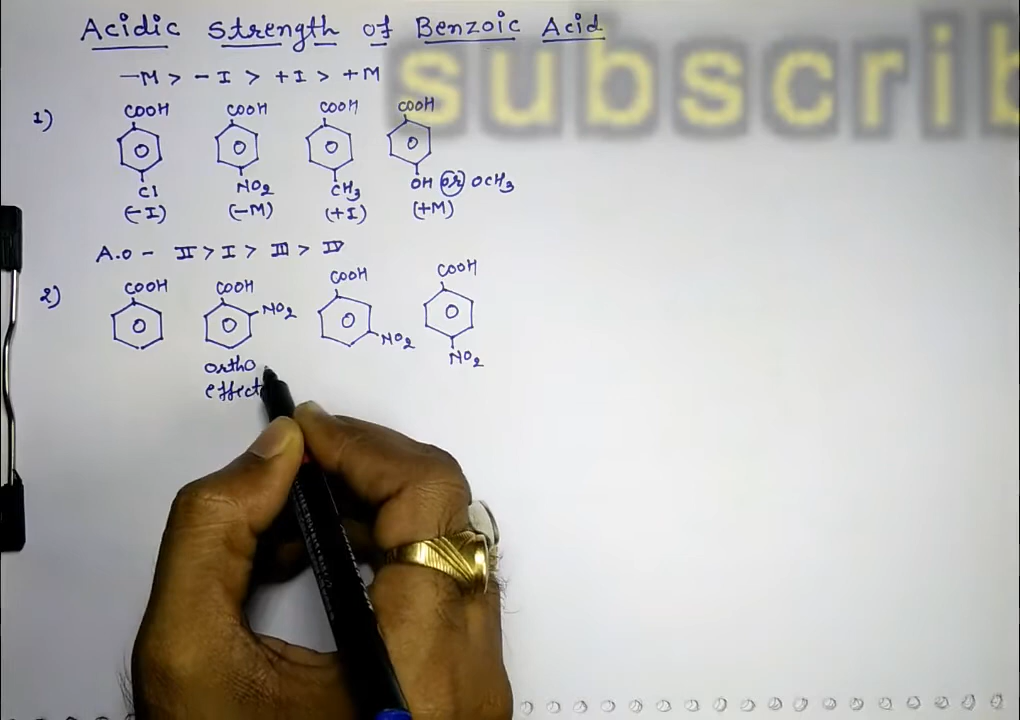 Acidic Strength of Benzoic Acid
subscrib
-M > -I > +I > +M
1)
COOH COOH COOH COOH
Cl NO2 CH3 OH or OCH3
(-I) (-M) (+I) (+M)
A.O - II > I > III > IV
2)
COOH COOH COOH COOH
NO2 NO2 NO2
ortho
effect